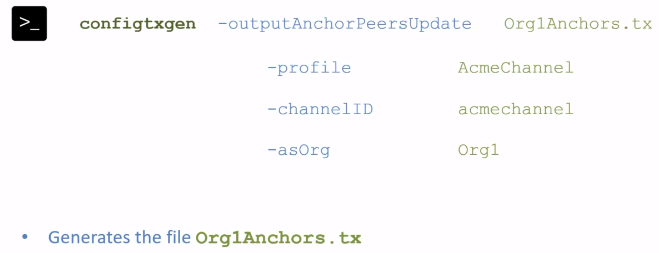 >_ configtxgen -outputAnchorPeersUpdate Org1Anchors.tx
-profile AcmeChannel
-channelID acmechannel
-asOrg Org1
• Generates the file Org1Anchors.tx